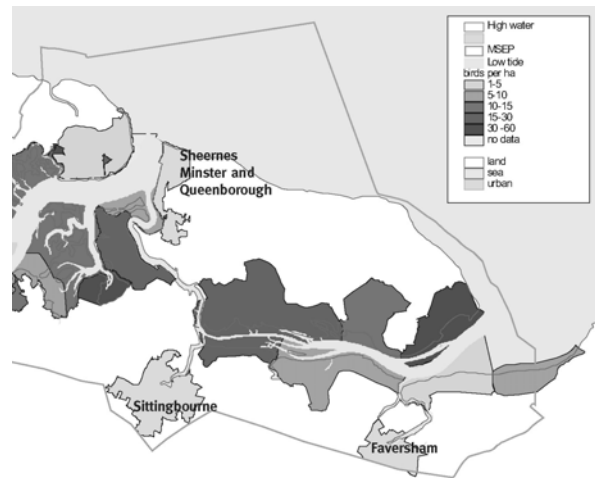 High water
MSEP
Low tide
birds per ha
1-5
5-10
10-15
15-30
30-60
no data
land
sea
urban
Sheernes
Minster and
Queenborough
Sittingbourne
Faversham